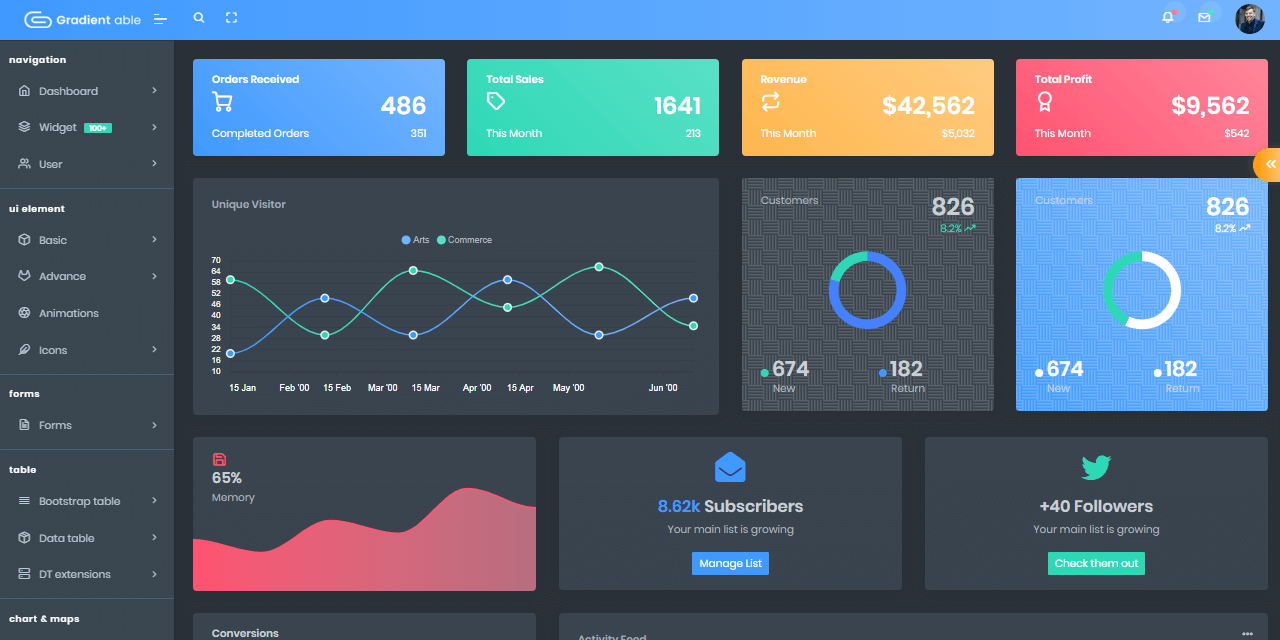 Gradient able
navigation
Dashboard
Widget 100+
User
ui element
Basic
Advance
Animations
Icons
forms
Forms
table
Bootstrap table
Data table
DT extensions
chart & maps
Orders Received
486
Completed Orders 351
Total Sales
1641
This Month 213
Revenue
$42,562
This Month $5,032
Total Profit
$9,562
This Month $542
Unique Visitor
Arts Commerce
70
64
58
52
46
40
34
28
22
16
10
15 Jan Feb '00 15 Feb Mar '00 15 Mar Apr '00 15 Apr May '00 Jun '00
Customers 826
8.2%
674 182
New Return
Customers 826
8.2%
674 182
New Return
65%
Memory
8.62k Subscribers
Your main list is growing
Manage List
+40 Followers
Your main list is growing
Check them out
Conversions
Activity Feed